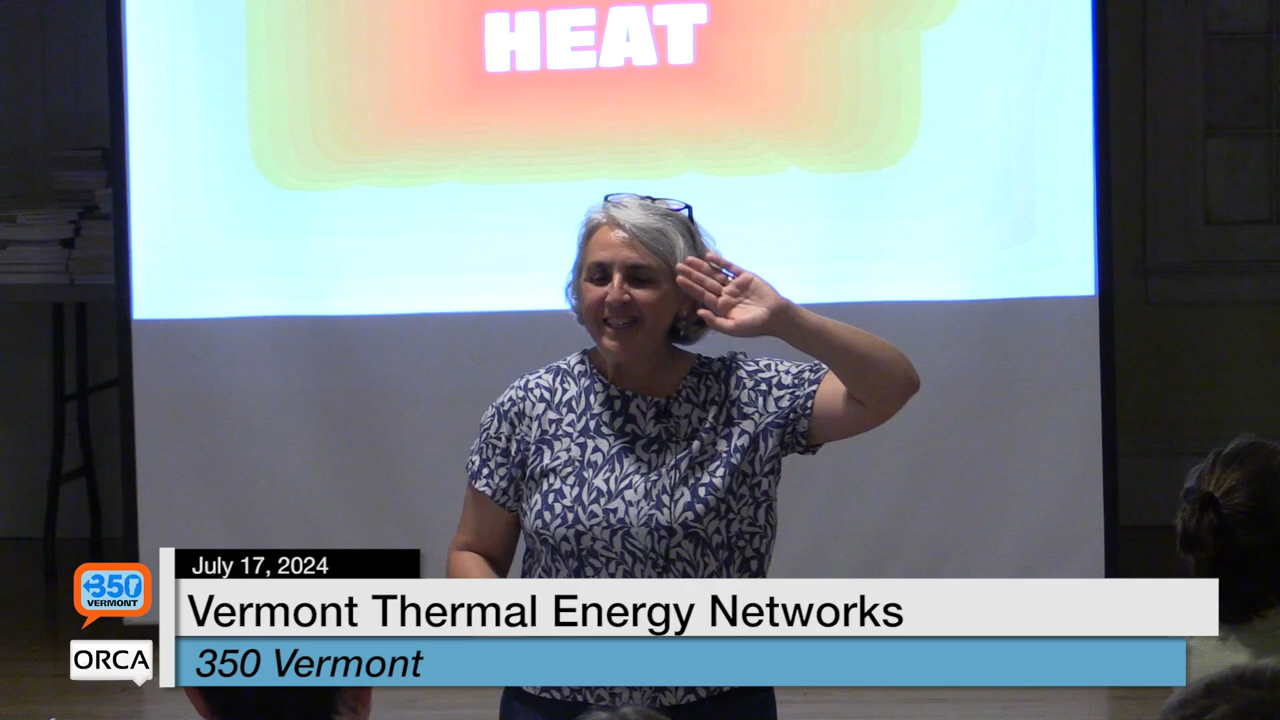 HEAT
July 17, 2024
350
VERMONT
Vermont Thermal Energy Networks
ORCA
350 Vermont